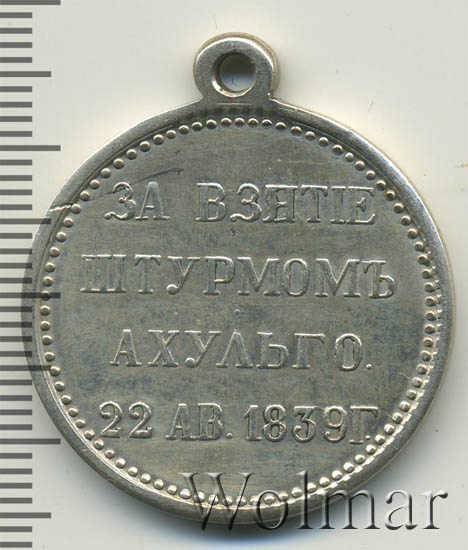 ЗА ВЗЯТІЕ
ШТУРМОМЪ
АХУЛЬГО.
22 АВ. 1839Г.
Wolmar